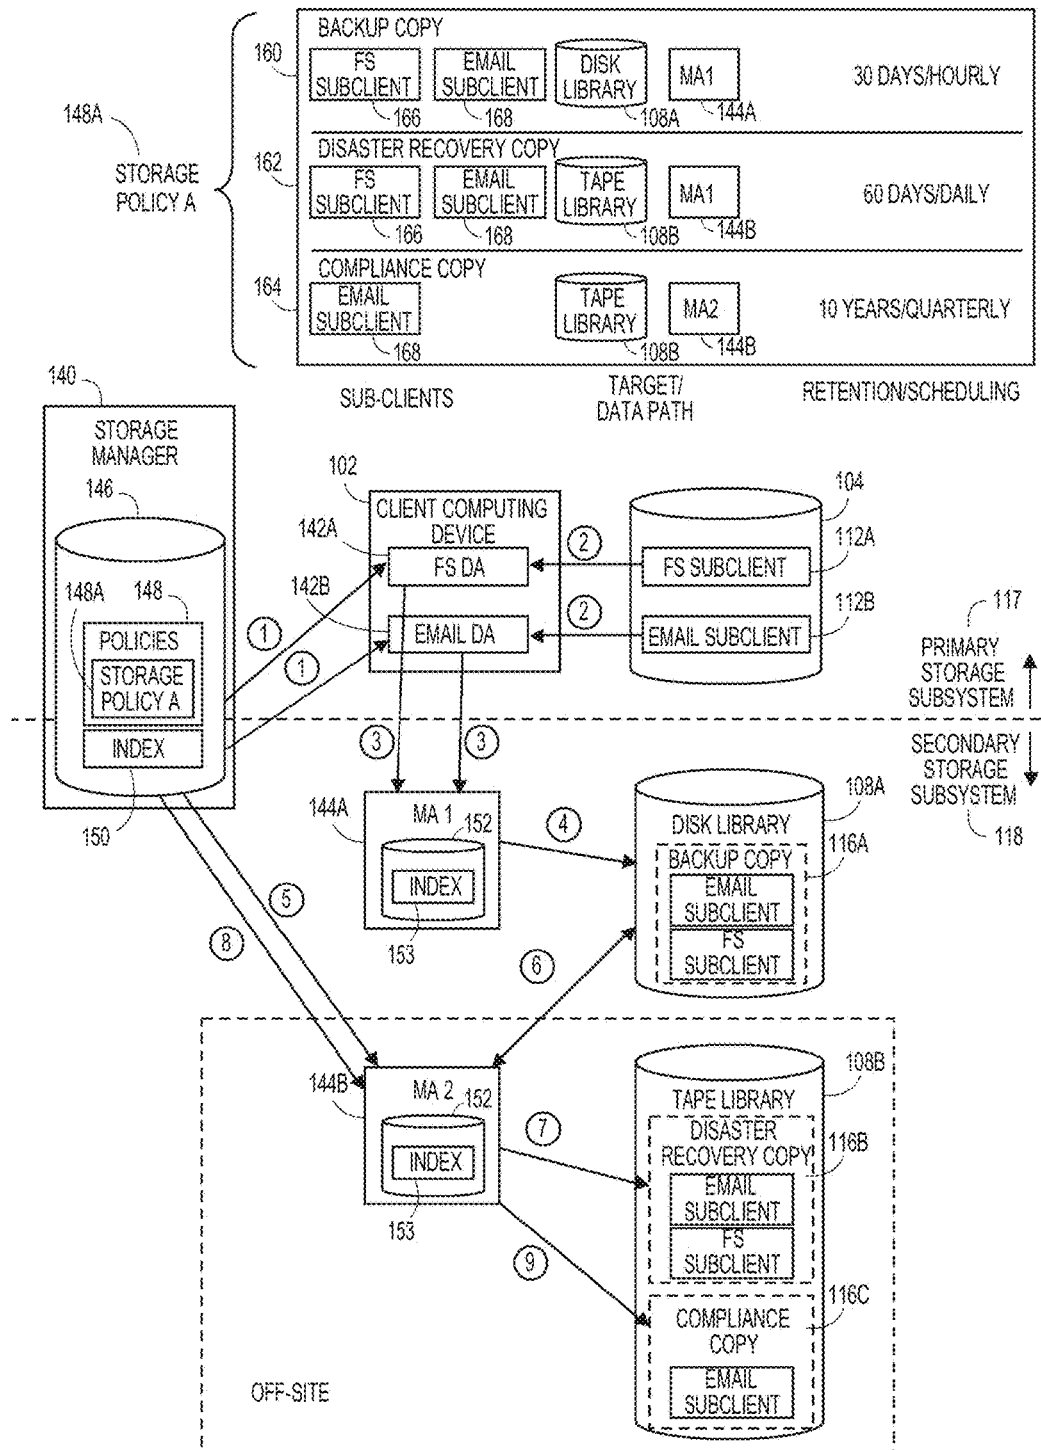 BACKUP COPY
160
FS
SUBCLIENT
166
EMAIL
SUBCLIENT
168
DISK
LIBRARY
108A
MA1
144A
30 DAYS/HOURLY
148A
STORAGE
POLICY A
DISASTER RECOVERY COPY
162
FS
SUBCLIENT
166
EMAIL
SUBCLIENT
168
TAPE
LIBRARY
108B
MA1
144B
60 DAYS/DAILY
COMPLIANCE COPY
164
EMAIL
SUBCLIENT
168
TAPE
LIBRARY
108B
MA2
144B
10 YEARS/QUARTERLY
SUB-CLIENTS
TARGET/
DATA PATH
RETENTION/SCHEDULING
140
STORAGE
MANAGER
146
148A
148
POLICIES
STORAGE
POLICY A
INDEX
150
102
CLIENT COMPUTING
DEVICE
142A
FS DA
142B
EMAIL DA
104
FS SUBCLIENT
112A
EMAIL SUBCLIENT
112B
1
1
2
2
3
3
117
PRIMARY
STORAGE
SUBSYSTEM
SECONDARY
STORAGE
SUBSYSTEM
118
144A
MA 1
152
INDEX
153
4
108A
DISK LIBRARY
BACKUP COPY
116A
EMAIL
SUBCLIENT
FS
SUBCLIENT
5
8
6
144B
MA 2
152
INDEX
153
7
9
108B
TAPE LIBRARY
DISASTER
RECOVERY COPY
116B
EMAIL
SUBCLIENT
FS
SUBCLIENT
116C
COMPLIANCE
COPY
EMAIL
SUBCLIENT
OFF-SITE